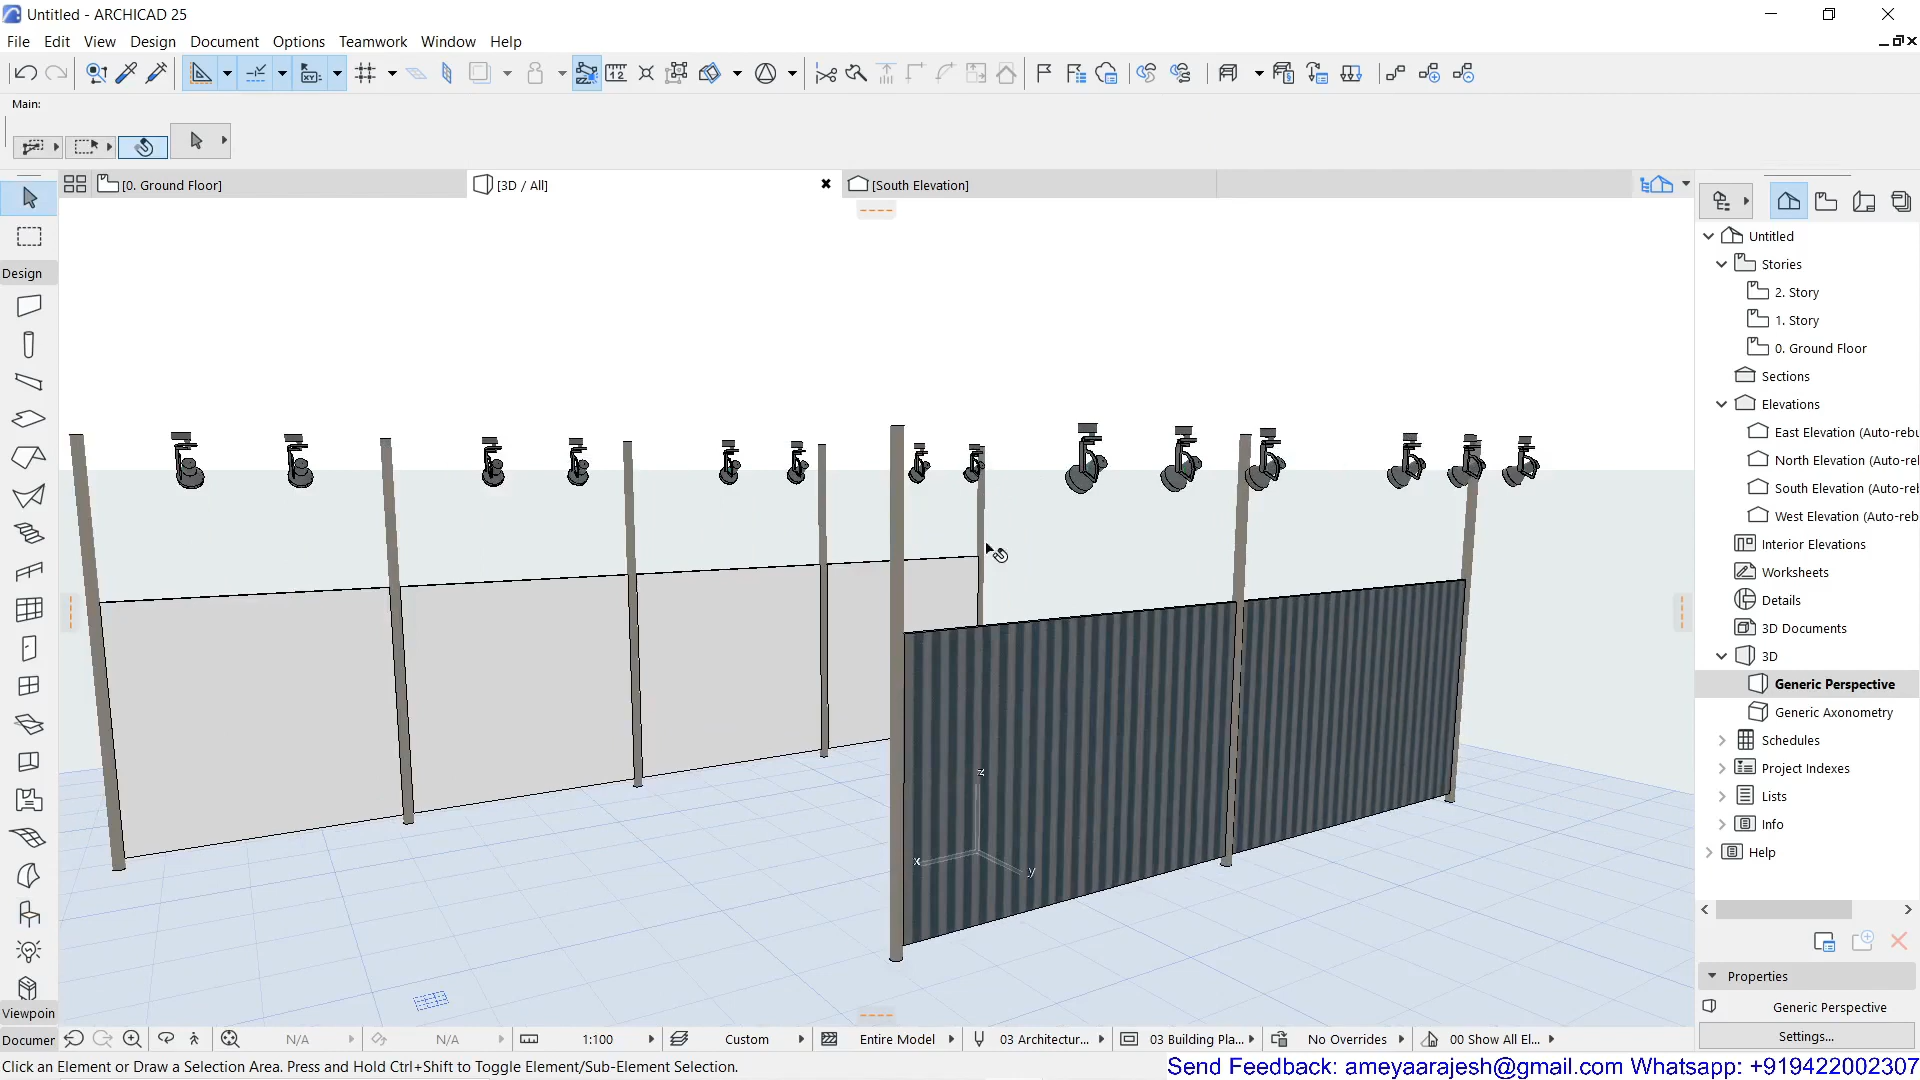 Untitled - ARCHICAD 25
File Edit View Design Document Options Teamwork Window Help
Main:
[0. Ground Floor]
[3D / All]
[South Elevation]
Design
Viewpoin
Documer
Untitled
Stories
2. Story
1. Story
0. Ground Floor
Sections
Elevations
East Elevation (Auto-rebu
North Elevation (Auto-rel
South Elevation (Auto-reb
West Elevation (Auto-reb
Interior Elevations
Worksheets
Details
3D Documents
3D
Generic Perspective
Generic Axonometry
Schedules
Project Indexes
Lists
Info
Help
Properties
Generic Perspective
Settings...
z
x
y
N/A
N/A
1:100
Custom
Entire Model
03 Architectur...
03 Building Pla...
No Overrides
00 Show All El...
Click an Element or Draw a Selection Area. Press and Hold Ctrl+Shift to Toggle Element/Sub-Element Selection.
Send Feedback: ameyaarajesh@gmail.com Whatsapp: +919422002307